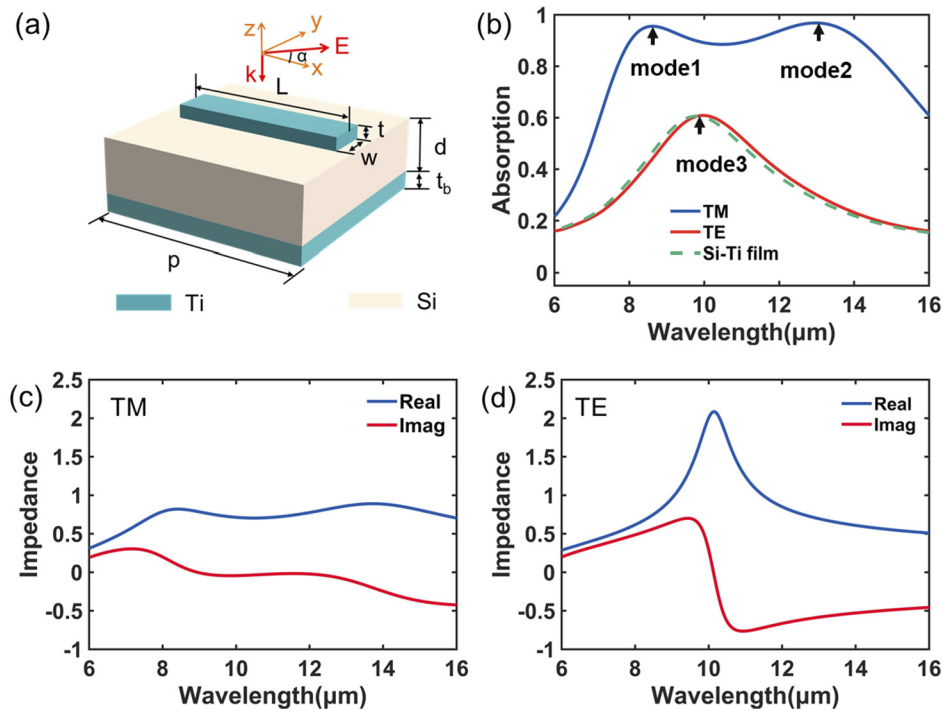 (a)
z
y
E
α
x
k
L
t
w
d
t_b
p
Ti
Si
(b)
Absorption
1
0.8
0.6
0.4
0.2
0
mode1
mode2
mode3
TM
TE
Si-Ti film
6 8 10 12 14 16
Wavelength(μm)
(c)
TM
Real
Imag
Impedance
2.5
2
1.5
1
0.5
0
-0.5
-1
6 8 10 12 14 16
Wavelength(μm)
(d)
TE
Real
Imag
Impedance
2.5
2
1.5
1
0.5
0
-0.5
-1
6 8 10 12 14 16
Wavelength(μm)